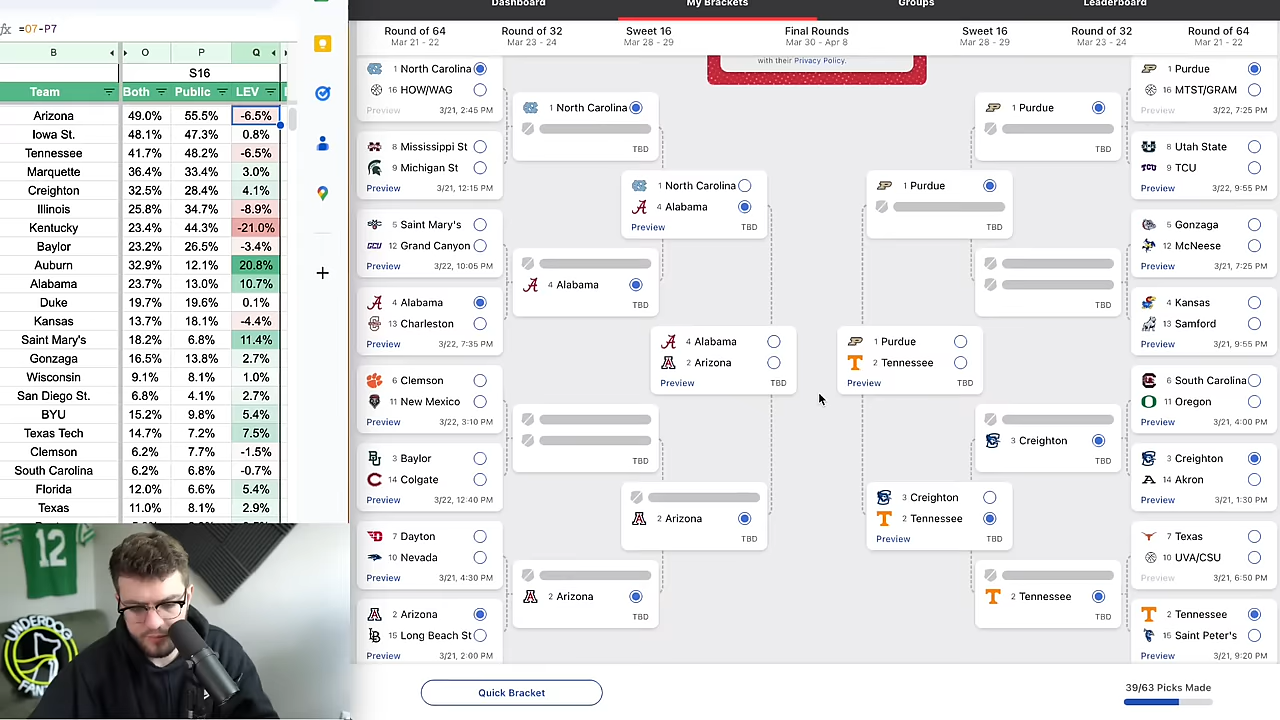 Dashboard
My Brackets
Groups
Leaderboard
Round of 64
Mar 21 - 22
Round of 32
Mar 23 - 24
Sweet 16
Mar 28 - 29
Final Rounds
Mar 30 - Apr 8
Sweet 16
Mar 28 - 29
Round of 32
Mar 23 - 24
Round of 64
Mar 21 - 22
fx =O7-P7
B O P Q
S16
Team Both Public LEV
Arizona 49.0% 55.5% -6.5%
Iowa St. 48.1% 47.3% 0.8%
Tennessee 41.7% 48.2% -6.5%
Marquette 36.4% 33.4% 3.0%
Creighton 32.5% 28.4% 4.1%
Illinois 25.8% 34.7% -8.9%
Kentucky 23.4% 44.3% -21.0%
Baylor 23.2% 26.5% -3.4%
Auburn 32.9% 12.1% 20.8%
Alabama 23.7% 13.0% 10.7%
Duke 19.7% 19.6% 0.1%
Kansas 13.7% 18.1% -4.4%
Saint Mary's 18.2% 6.8% 11.4%
Gonzaga 16.5% 13.8% 2.7%
Wisconsin 9.1% 8.1% 1.0%
San Diego St. 6.8% 4.1% 2.7%
BYU 15.2% 9.8% 5.4%
Texas Tech 14.7% 7.2% 7.5%
Clemson 6.2% 7.7% -1.5%
South Carolina 6.2% 6.8% -0.7%
Florida 12.0% 6.6% 5.4%
Texas 11.0% 8.1% 2.9%
12
UNDERDOG
FAN
1 North Carolina
16 HOW/WAG
Preview 3/21, 2:45 PM
8 Mississippi St
9 Michigan St
Preview 3/21, 12:15 PM
5 Saint Mary's
12 Grand Canyon
Preview 3/22, 10:05 PM
4 Alabama
13 Charleston
Preview 3/22, 7:35 PM
6 Clemson
11 New Mexico
Preview 3/22, 3:10 PM
3 Baylor
14 Colgate
Preview 3/22, 12:40 PM
7 Dayton
10 Nevada
Preview 3/21, 4:30 PM
2 Arizona
15 Long Beach St
Preview 3/21, 2:00 PM
1 North Carolina
TBD
4 Alabama
TBD
TBD
2 Arizona
TBD
1 North Carolina
4 Alabama
Preview TBD
2 Arizona
TBD
4 Alabama
2 Arizona
Preview TBD
with their Privacy Policy.
1 Purdue
2 Tennessee
Preview TBD
1 Purdue
TBD
3 Creighton
2 Tennessee
Preview TBD
1 Purdue
TBD
TBD
3 Creighton
TBD
2 Tennessee
TBD
1 Purdue
16 MTST/GRAM
Preview 3/22, 7:25 PM
8 Utah State
9 TCU
Preview 3/22, 9:55 PM
5 Gonzaga
12 McNeese
Preview 3/21, 7:25 PM
4 Kansas
13 Samford
Preview 3/21, 9:55 PM
6 South Carolina
11 Oregon
Preview 3/21, 4:00 PM
3 Creighton
14 Akron
Preview 3/21, 1:30 PM
7 Texas
10 UVA/CSU
Preview 3/21, 6:50 PM
2 Tennessee
15 Saint Peter's
Preview 3/21, 9:20 PM
Quick Bracket
39/63 Picks Made